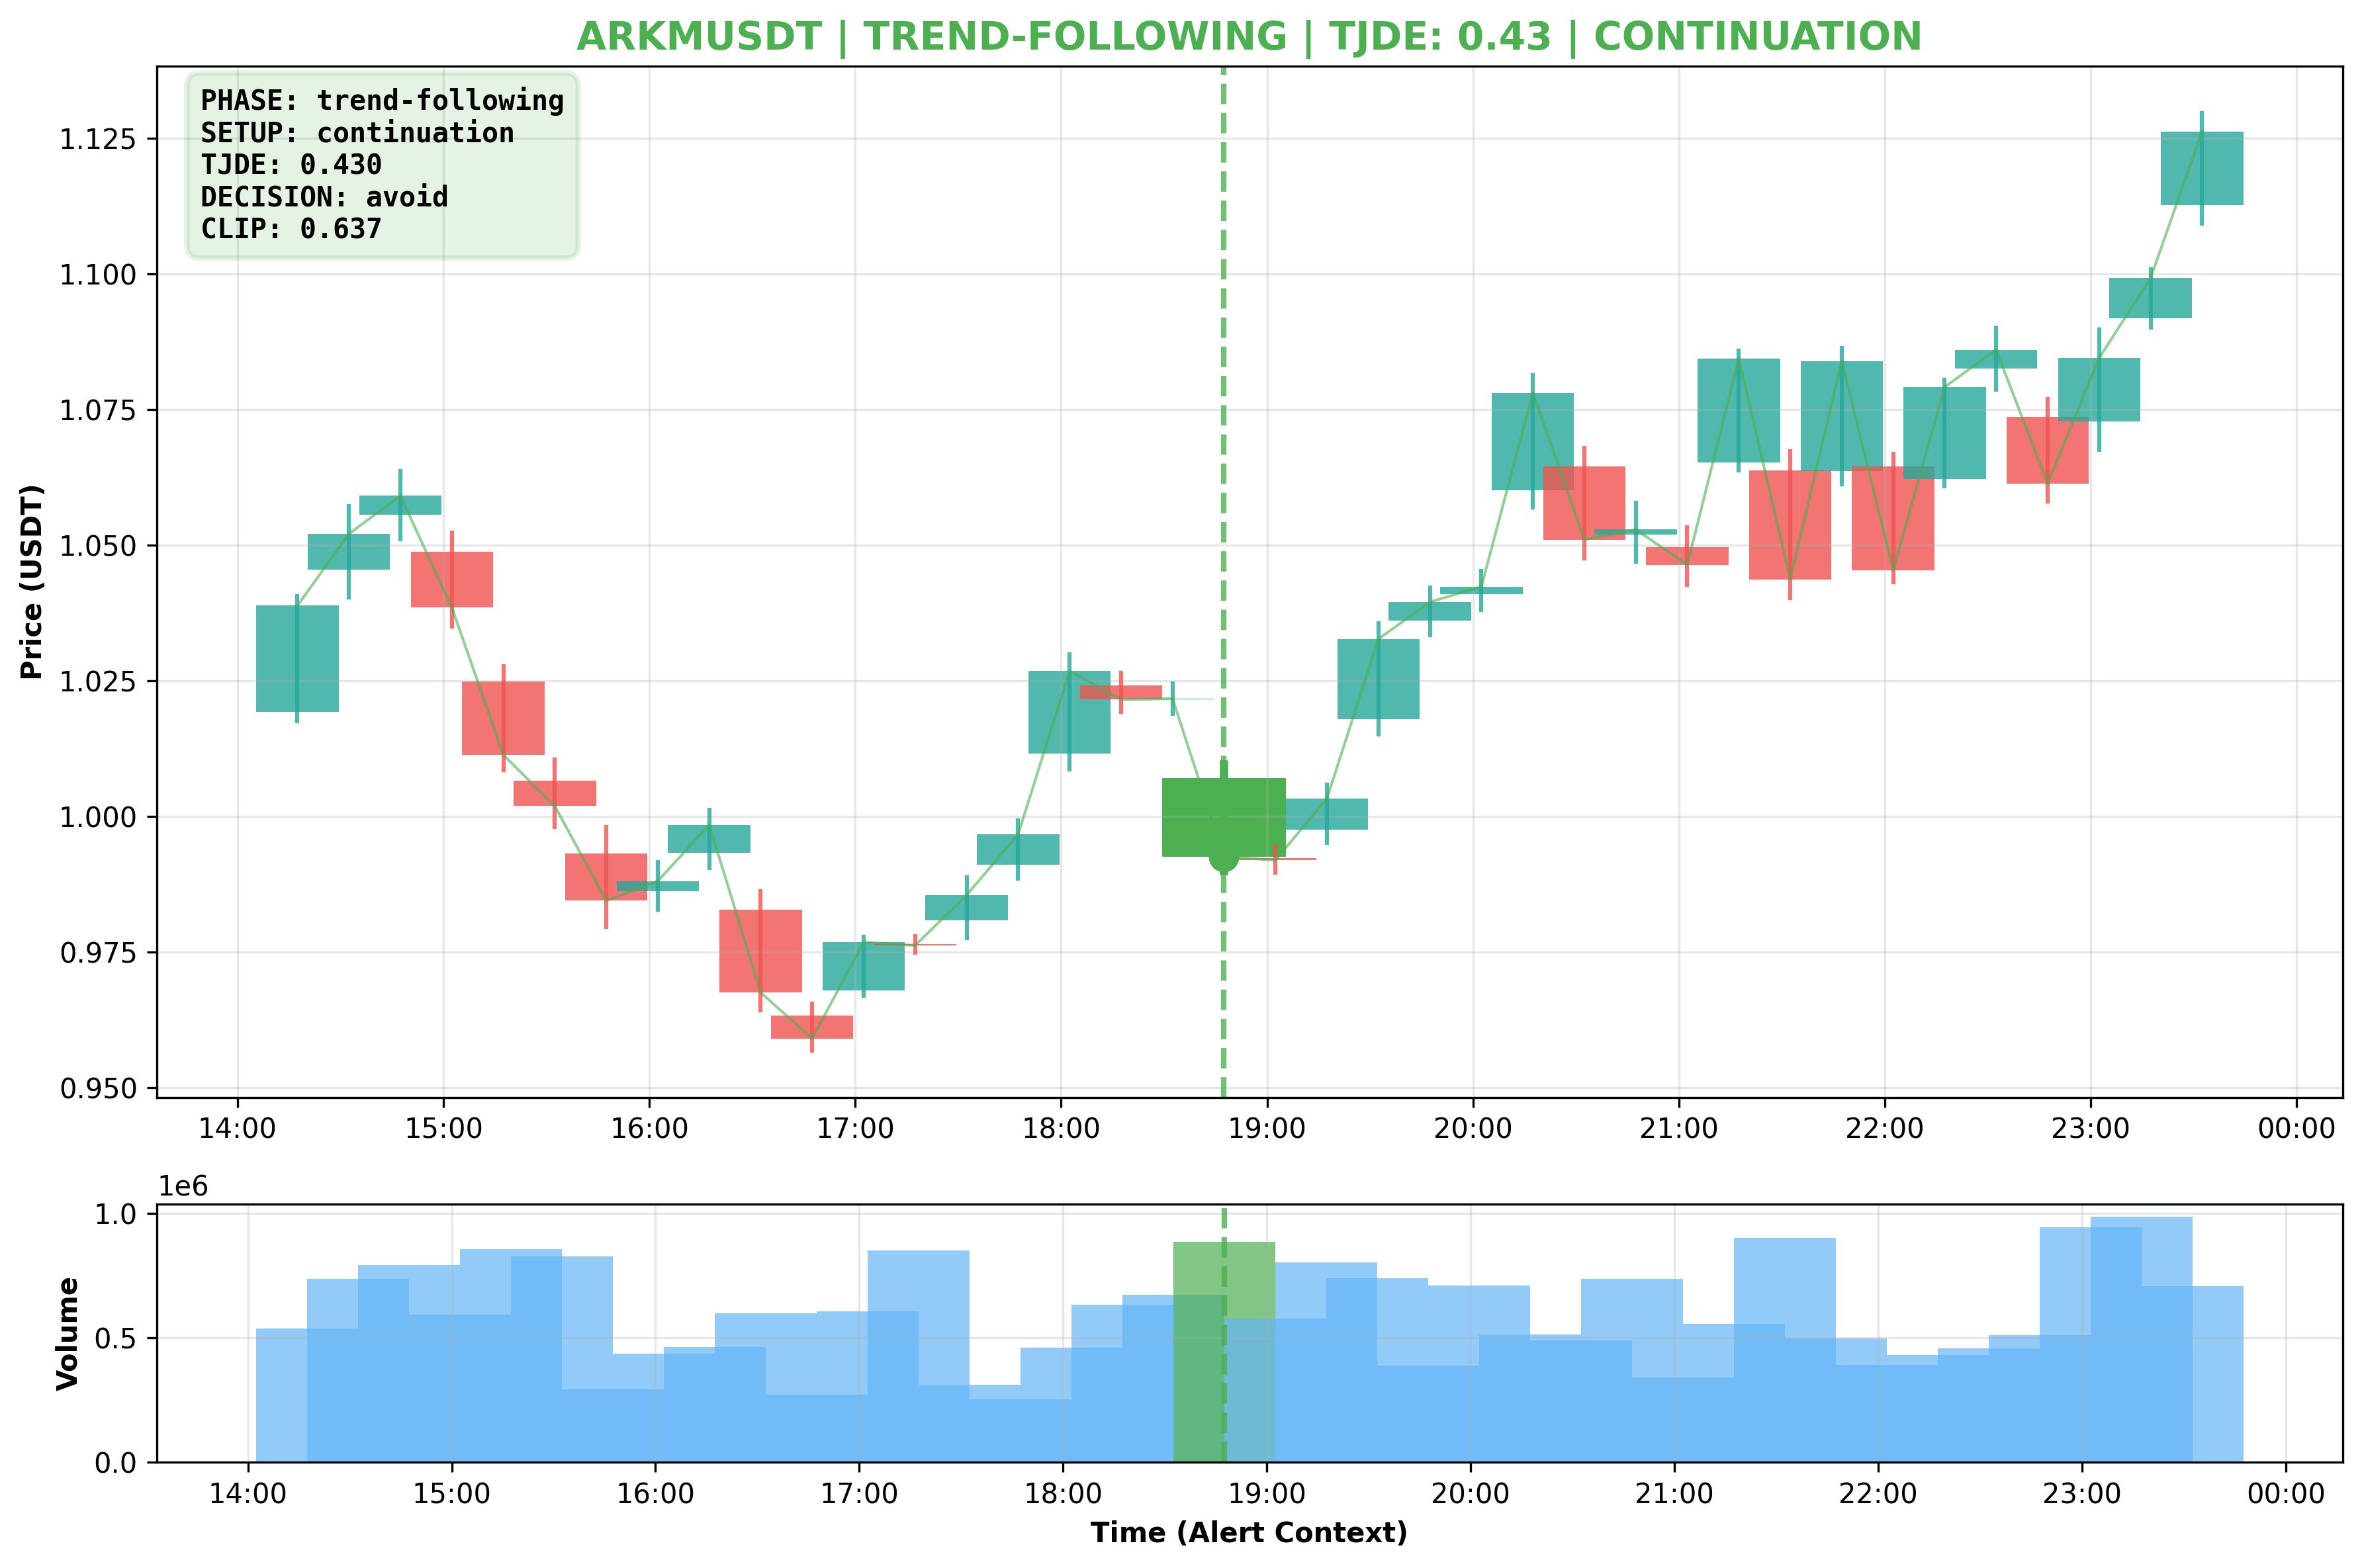 ARKMUSDT | TREND-FOLLOWING | TJDE: 0.43 | CONTINUATION
PHASE: trend-following
SETUP: continuation
TJDE: 0.430
DECISION: avoid
CLIP: 0.637
Price (USDT)
1.125
1.100
1.075
1.050
1.025
1.000
0.975
0.950
14:00 15:00 16:00 17:00 18:00 19:00 20:00 21:00 22:00 23:00 00:00
1e6
Volume
1.0
0.5
0.0
14:00 15:00 16:00 17:00 18:00 19:00 20:00 21:00 22:00 23:00 00:00
Time (Alert Context)